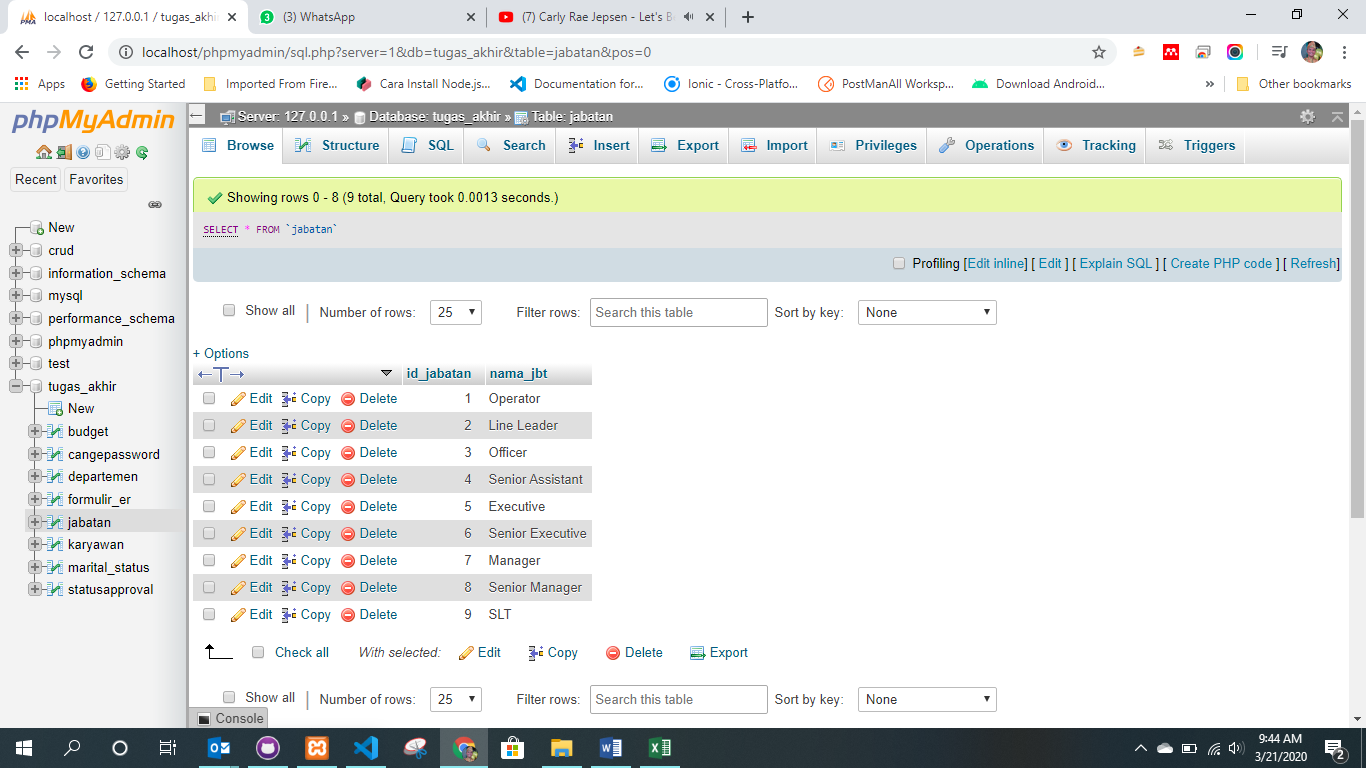 localhost / 127.0.0.1 / tugas_akhi
(3) WhatsApp
(7) Carly Rae Jepsen - Let's B
localhost/phpmyadmin/sql.php?server=1&db=tugas_akhir&table=jabatan&pos=0
Apps Getting Started Imported From Fire... Cara Install Node.js... Documentation for... Ionic - Cross-Platfo... PostManAll Worksp... Download Android... » Other bookmarks
phpMyAdmin
Recent Favorites
New
crud
information_schema
mysql
performance_schema
phpmyadmin
test
tugas_akhir
New
budget
cangepassword
departemen
formulir_er
jabatan
karyawan
marital_status
statusapproval
Server: 127.0.0.1 » Database: tugas_akhir » Table: jabatan
Browse Structure SQL Search Insert Export Import Privileges Operations Tracking Triggers
Showing rows 0 - 8 (9 total, Query took 0.0013 seconds.)
SELECT * FROM `jabatan`
Profiling [Edit inline] [ Edit ] [ Explain SQL ] [ Create PHP code ] [ Refresh]
Show all Number of rows: 25 Filter rows: Search this table Sort by key: None
+ Options
id_jabatan nama_jbt
Edit Copy Delete 1 Operator
Edit Copy Delete 2 Line Leader
Edit Copy Delete 3 Officer
Edit Copy Delete 4 Senior Assistant
Edit Copy Delete 5 Executive
Edit Copy Delete 6 Senior Executive
Edit Copy Delete 7 Manager
Edit Copy Delete 8 Senior Manager
Edit Copy Delete 9 SLT
Check all With selected: Edit Copy Delete Export
Show all Number of rows: 25 Filter rows: Search this table Sort by key: None
Console
9:44 AM
3/21/2020
2